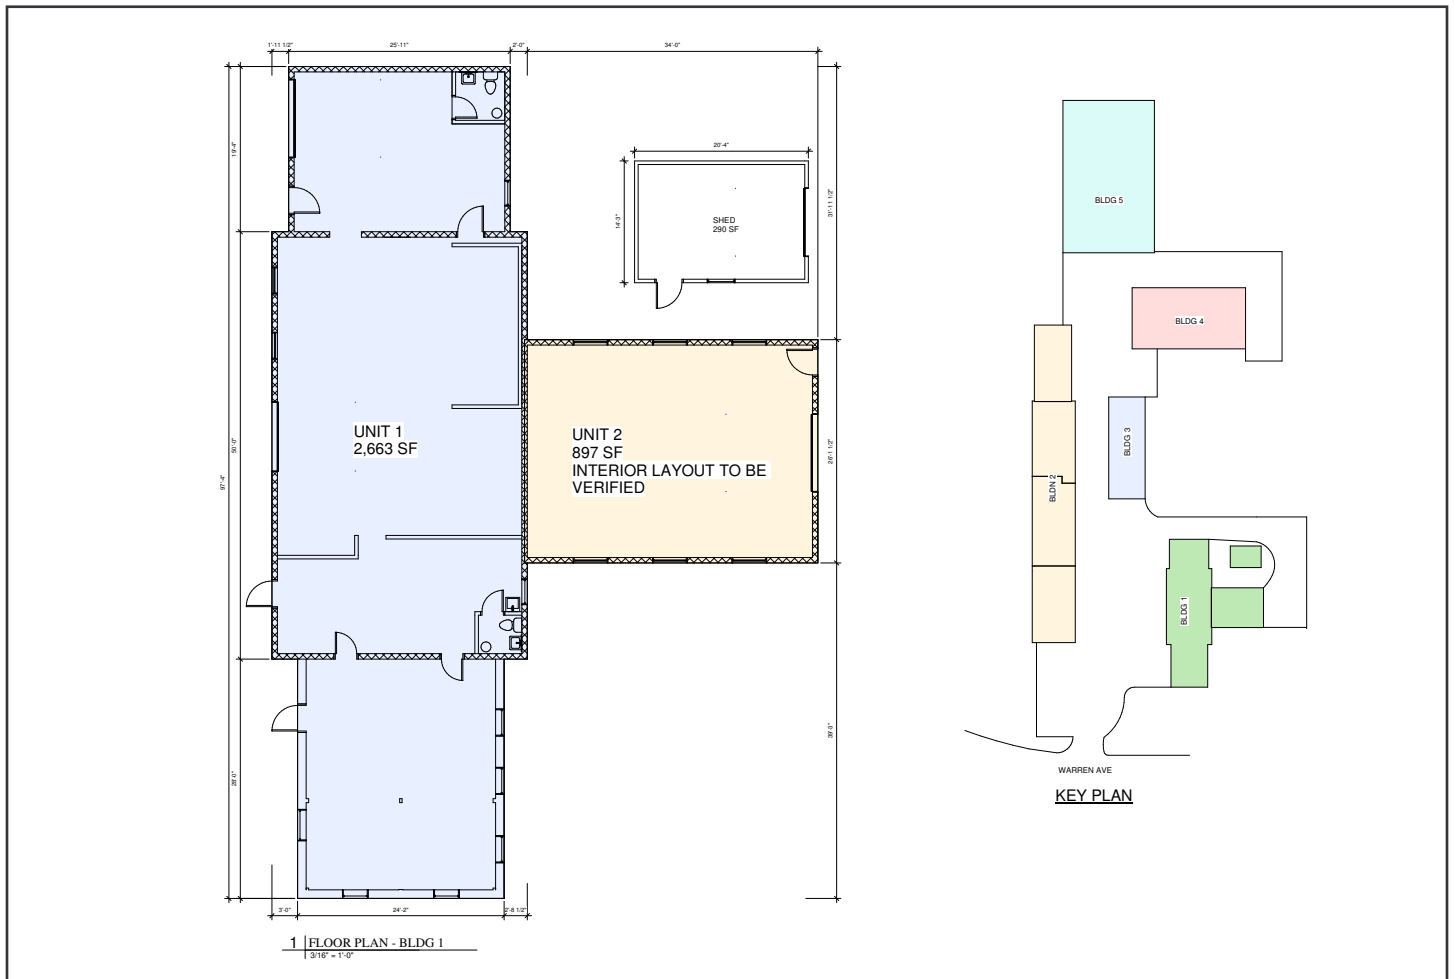 1'-11 1/2"
25'-11"
2'-0"
34'-0"
19'-4"
50'-0"
97'-4"
28'-0"
20'-4"
14'-3"
SHED
290 SF
31'-11 1/2"
26'-1 1/2"
39'-3"
UNIT 1
2,663 SF
UNIT 2
897 SF
INTERIOR LAYOUT TO BE
VERIFIED
3'-0"
24'-2"
2'-8 1/2"
1 FLOOR PLAN - BLDG 1
3/16" = 1'-0"
BLDG 5
BLDG 4
BLDG 3
BLDN 2
BLDG 1
WARREN AVE
KEY PLAN